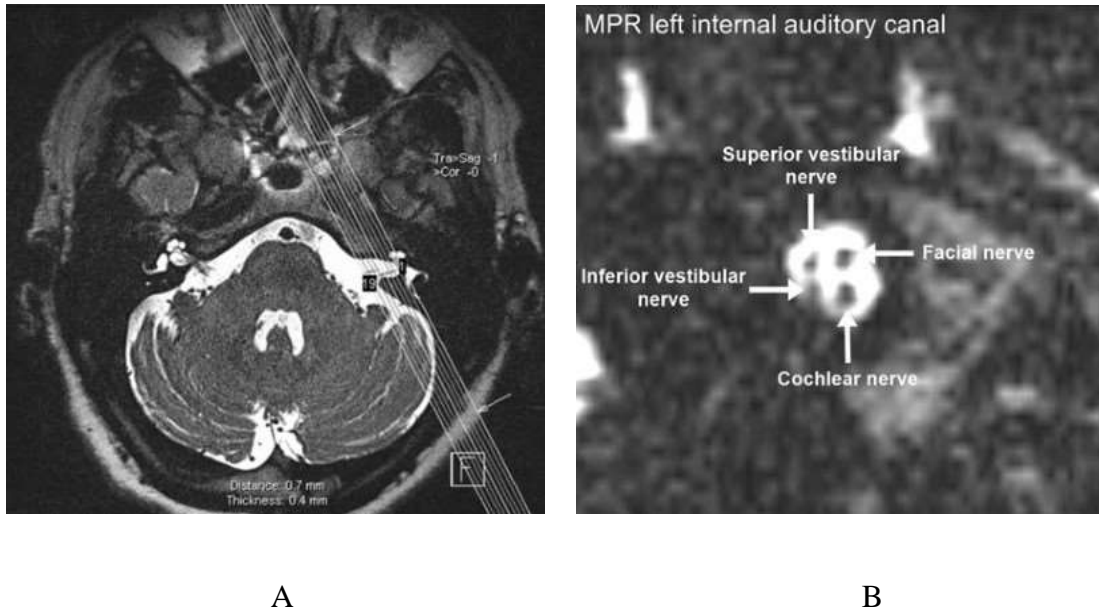 Tra>Sag -1
>Cor -0
1
19
F
Distance: 0.7 mm
Thickness: 0.4 mm
MPR left internal auditory canal
Superior vestibular
nerve
Facial nerve
Inferior vestibular
nerve
Cochlear nerve
A
B